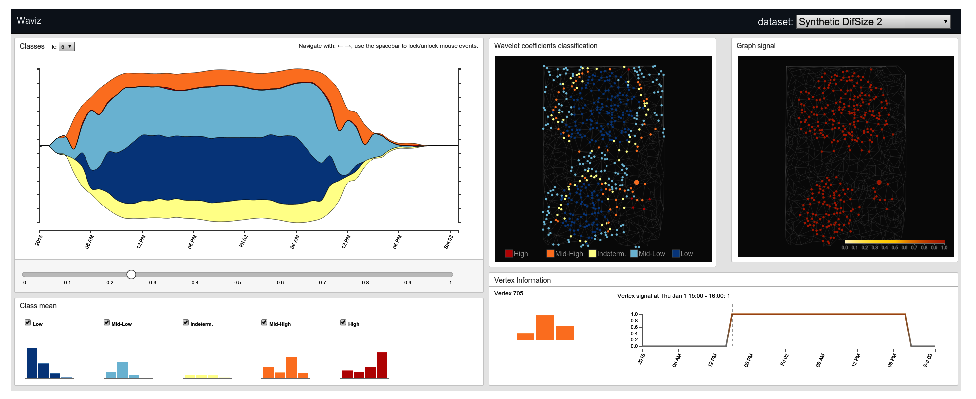 Waviz
dataset: Synthetic DifSize 2
Classes
k: 6
Navigate with
use the spacebar to lock/unlock mouse events.
0 0.1 0.2 0.3 0.4 0.5 0.6 0.7 0.8 0.9 1
Class mean
Low Mid-Low Indeterm. Mid-High High
Wavelet coefficients classification
High Mid-High Indeterm. Mid-Low Low
Graph signal
0.0 0.1 0.2 0.3 0.4 0.5 0.6 0.7 0.8 0.9 1.0
Vertex Information
Vertex 705
Vertex signal at Thu Jan 1 15:00 - 16:00: 1
1.0
0.8
0.6
0.4
0.2
0.0